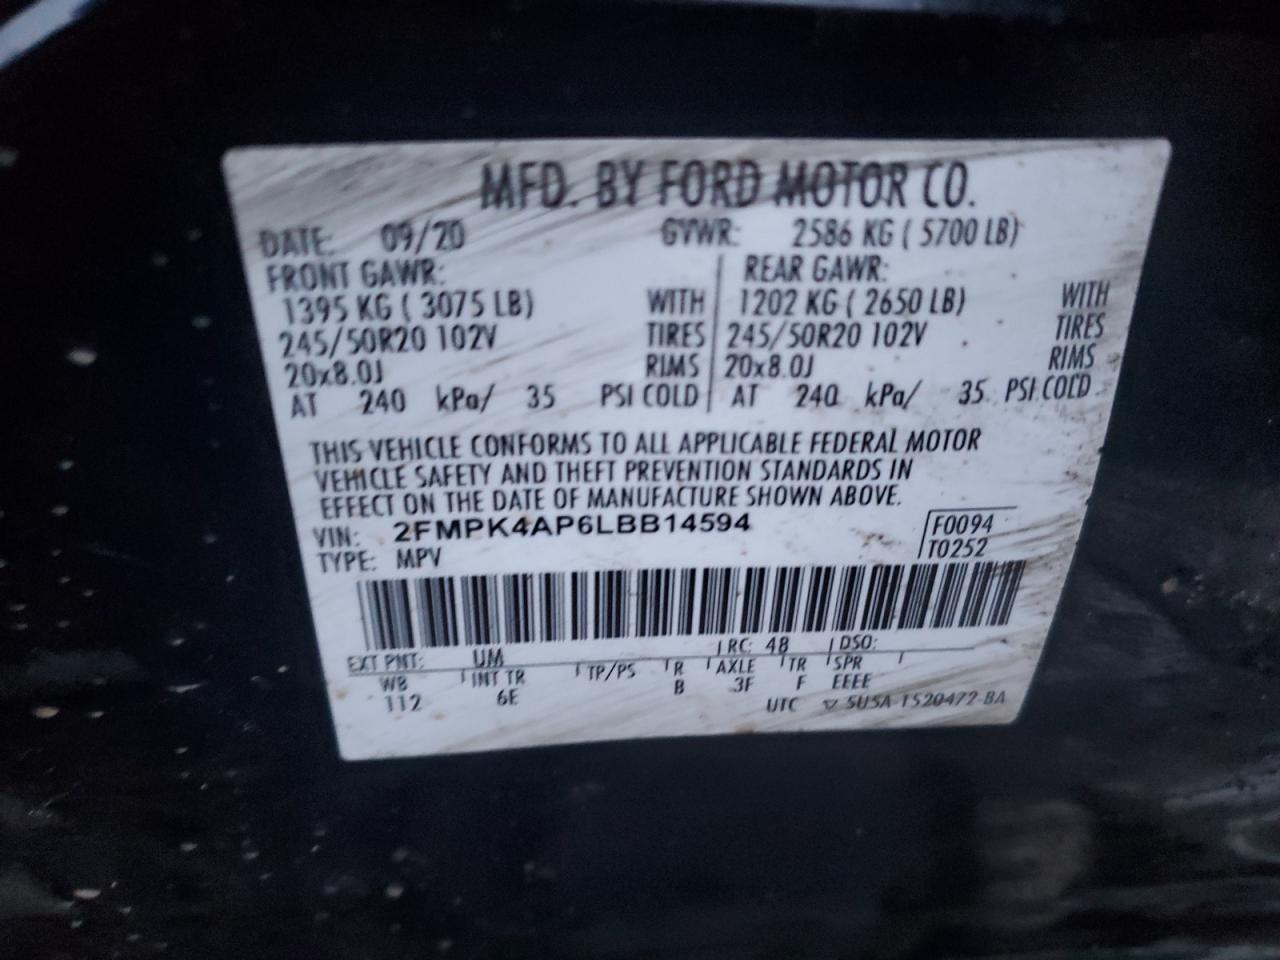 MFD. BY FORD MOTOR CO.
DATE: 09/20 GVWR: 2586 KG ( 5700 LB)
FRONT GAWR: REAR GAWR:
1395 KG ( 3075 LB) WITH 1202 KG ( 2650 LB) WITH
245/50R20 102V TIRES 245/50R20 102V TIRES
20x8.0J RIMS 20x8.0J RIMS
AT 240 kPa/ 35 PSI COLD AT 240 kPa/ 35 PSI COLD
THIS VEHICLE CONFORMS TO ALL APPLICABLE FEDERAL MOTOR
VEHICLE SAFETY AND THEFT PREVENTION STANDARDS IN
EFFECT ON THE DATE OF MANUFACTURE SHOWN ABOVE.
VIN: 2FMPK4AP6LBB14594 F0094
TYPE: MPV T0252
EXT PNT: UM RC: 48 DSO:
WB INT TR TP/PS R AXLE TR SPR
112 6E B 3F F EEEE
UTC ▽ 5U5A-1520472-BA